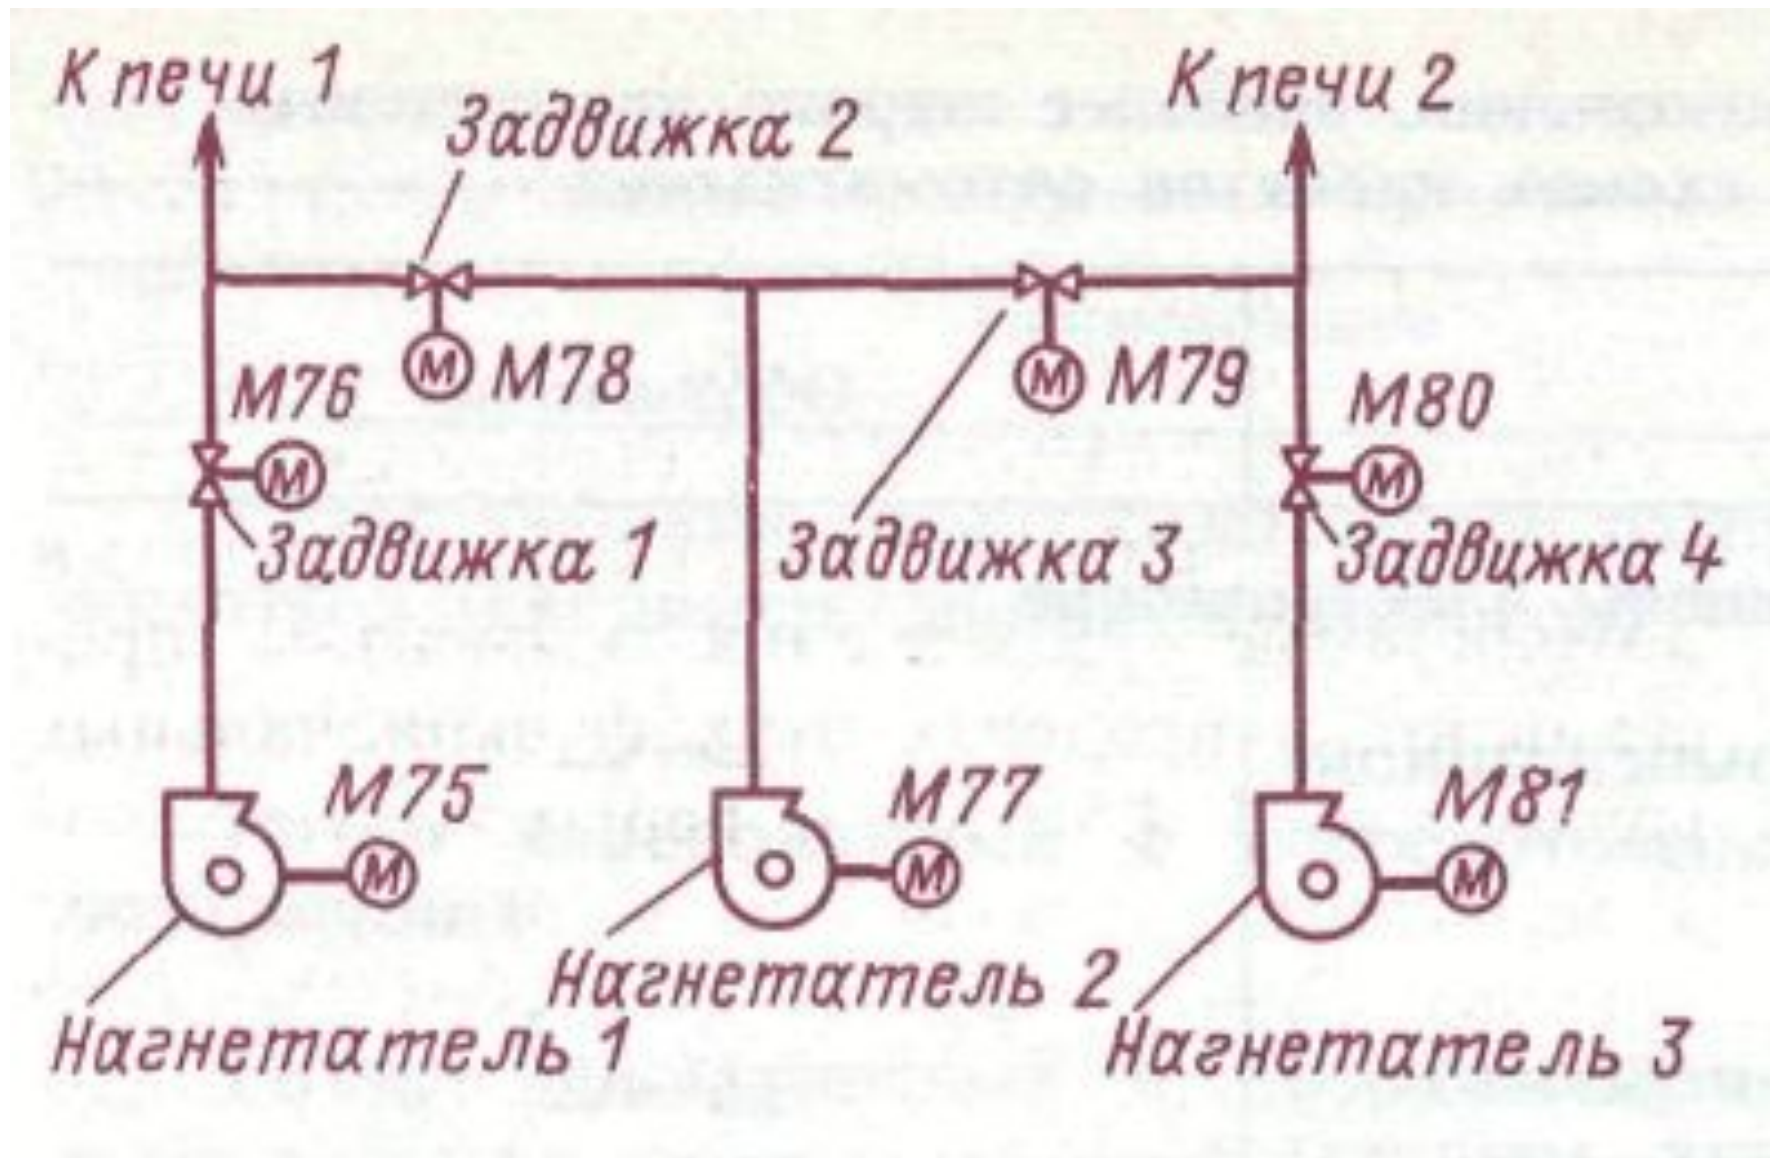 К печи 1
К печи 2
Задвижка 2
М76
М
М78
М
М79
М80
М
М
Задвижка 1
Задвижка 3
Задвижка 4
М75
М
М77
М
М81
М
Нагнетатель 1
Нагнетатель 2
Нагнетатель 3